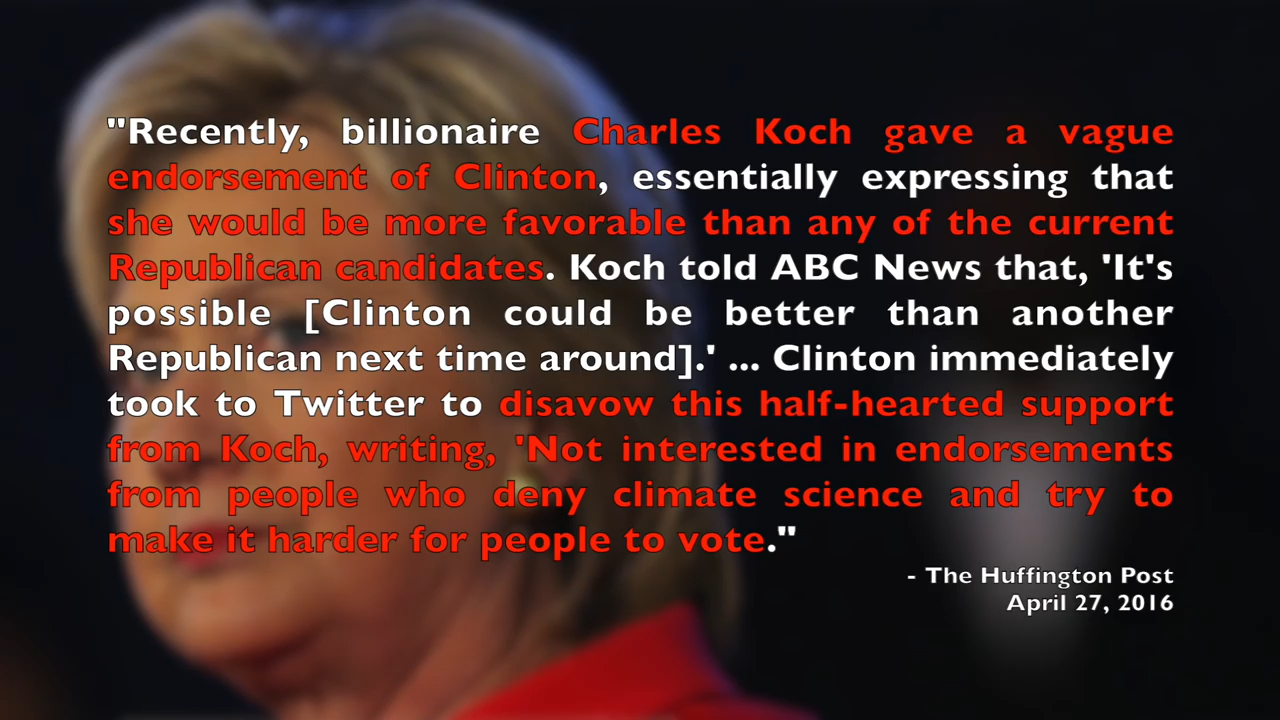 "Recently, billionaire Charles Koch gave a vague
endorsement of Clinton, essentially expressing that
she would be more favorable than any of the current
Republican candidates. Koch told ABC News that, 'It's
possible [Clinton could be better than another
Republican next time around].' ... Clinton immediately
took to Twitter to disavow this half-hearted support
from Koch, writing, 'Not interested in endorsements
from people who deny climate science and try to
make it harder for people to vote."
- The Huffington Post
April 27, 2016